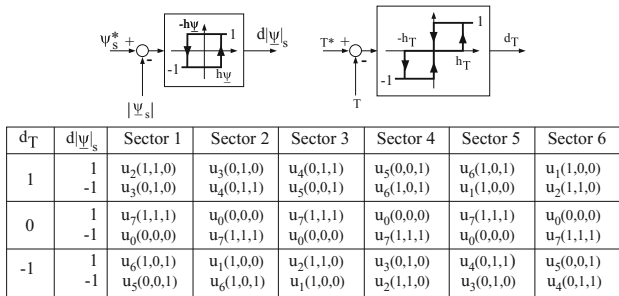 -hψ
1
-1
hψ
ψs* +
-
|ψs|
d|ψ|s
T* +
-
T
-hT
1
hT
-1
dT
dT d|ψ|s Sector 1 Sector 2 Sector 3 Sector 4 Sector 5 Sector 6
1 1 u2(1,1,0) u3(0,1,0) u4(0,1,1) u5(0,0,1) u6(1,0,1) u1(1,0,0)
-1 u3(0,1,0) u4(0,1,1) u5(0,0,1) u6(1,0,1) u1(1,0,0) u2(1,1,0)
0 1 u7(1,1,1) u0(0,0,0) u7(1,1,1) u0(0,0,0) u7(1,1,1) u0(0,0,0)
-1 u0(0,0,0) u7(1,1,1) u0(0,0,0) u7(1,1,1) u0(0,0,0) u7(1,1,1)
-1 1 u6(1,0,1) u1(1,0,0) u2(1,1,0) u3(0,1,0) u4(0,1,1) u5(0,0,1)
-1 u5(0,0,1) u6(1,0,1) u1(1,0,0) u2(1,1,0) u3(0,1,0) u4(0,1,1)